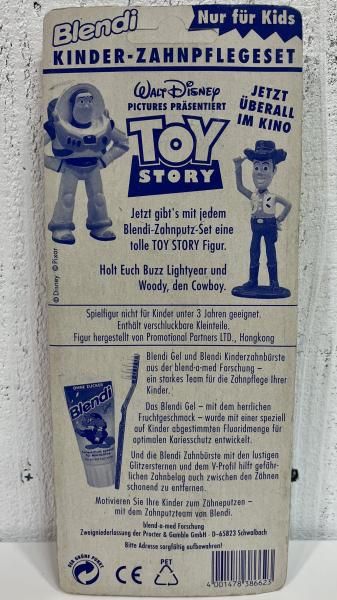 Blendi
Nur für Kids
KINDER-ZAHNPFLEGESET
WALT DISNEY
PICTURES PRÄSENTIERT
JETZT
ÜBERALL
IM KINO
TOY
STORY
Jetzt gibt's mit jedem
Blendi-Zahnputz-Set eine
tolle TOY STORY Figur.
Holt Euch Buzz Lightyear und
Woody, den Cowboy.
© Disney © Pixar
Spielfigur nicht für Kinder unter 3 Jahren geeignet.
Enthält verschluckbare Kleinteile.
Figur hergestellt von Promotional Partners LTD., Hongkong
Blendi Gel und Blendi Kinderzahnbürste
aus der blend-a-med Forschung –
ein starkes Team für die Zahnpflege Ihrer
Kinder.
OHNE ZUCKER
Blendi
Das Blendi Gel – mit dem herrlichen
Fruchtgeschmack – wurde mit einer speziell
auf Kinder abgestimmten Fluoridmenge für
optimalen Kariesschutz entwickelt.
Und die Blendi Zahnbürste mit den lustigen
Glitzersternen und dem V-Profil hilft gefähr-
lichen Zahnbelag auch zwischen den Zähnen
schonend zu entfernen.
Motivieren Sie Ihre Kinder zum Zähneputzen –
mit dem Zahnputzteam von Blendi.
blend-a-med Forschung
Zweigniederlassung der Procter & Gamble GmbH · D-65823 Schwalbach
Bitte Adresse sorgfältig aufbewahren!
DER GRÜNE PUNKT
CE
PET
4 001478 386623